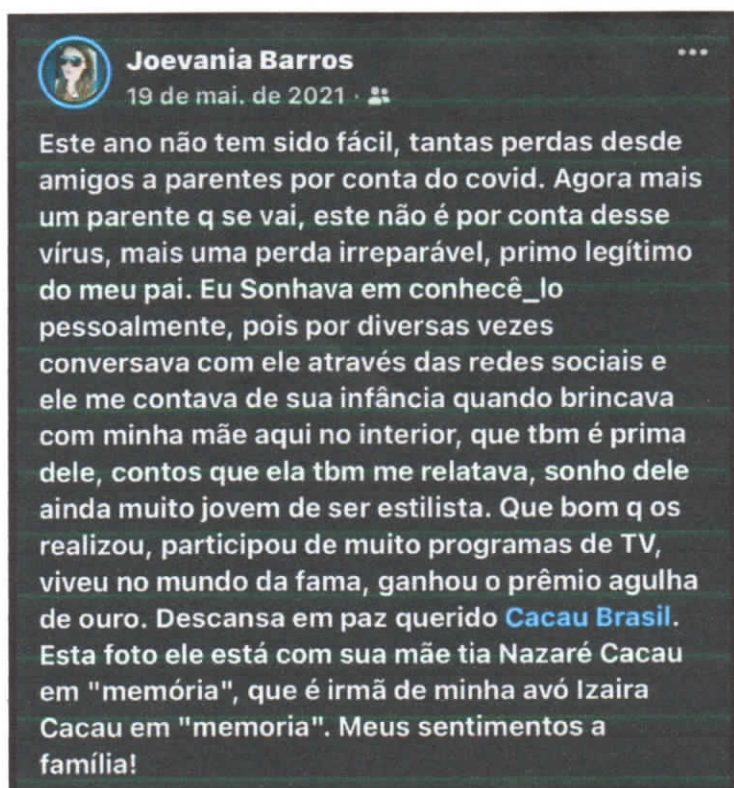 Joevania Barros
19 de mai. de 2021 ·
Este ano não tem sido fácil, tantas perdas desde
amigos a parentes por conta do covid. Agora mais
um parente q se vai, este não é por conta desse
vírus, mais uma perda irreparável, primo legítimo
do meu pai. Eu Sonhava em conhecê_lo
pessoalmente, pois por diversas vezes
conversava com ele através das redes sociais e
ele me contava de sua infância quando brincava
com minha mãe aqui no interior, que tbm é prima
dele, contos que ela tbm me relatava, sonho dele
ainda muito jovem de ser estilista. Que bom q os
realizou, participou de muito programas de TV,
viveu no mundo da fama, ganhou o prêmio agulha
de ouro. Descansa em paz querido Cacau Brasil.
Esta foto ele está com sua mãe tia Nazaré Cacau
em "memória", que é irmã de minha avó Izaira
Cacau em "memoria". Meus sentimentos a
família!